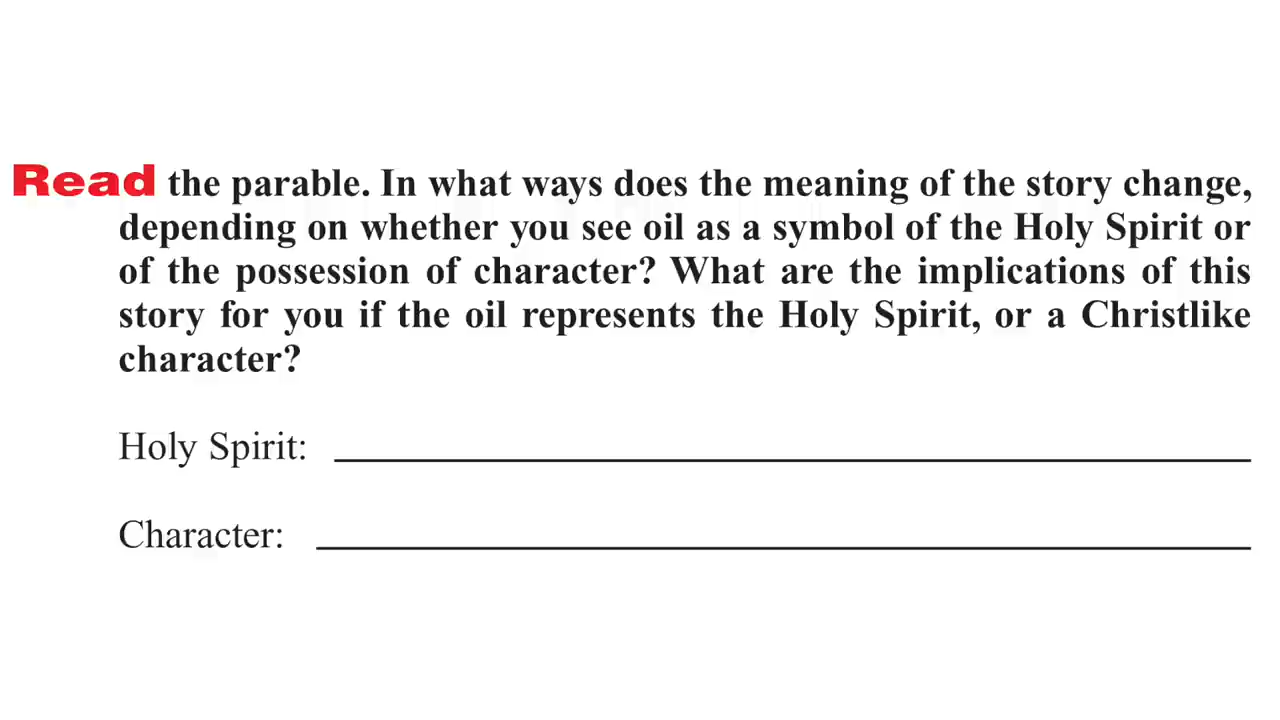 Read the parable. In what ways does the meaning of the story change,
depending on whether you see oil as a symbol of the Holy Spirit or
of the possession of character? What are the implications of this
story for you if the oil represents the Holy Spirit, or a Christlike
character?
Holy Spirit:
Character: